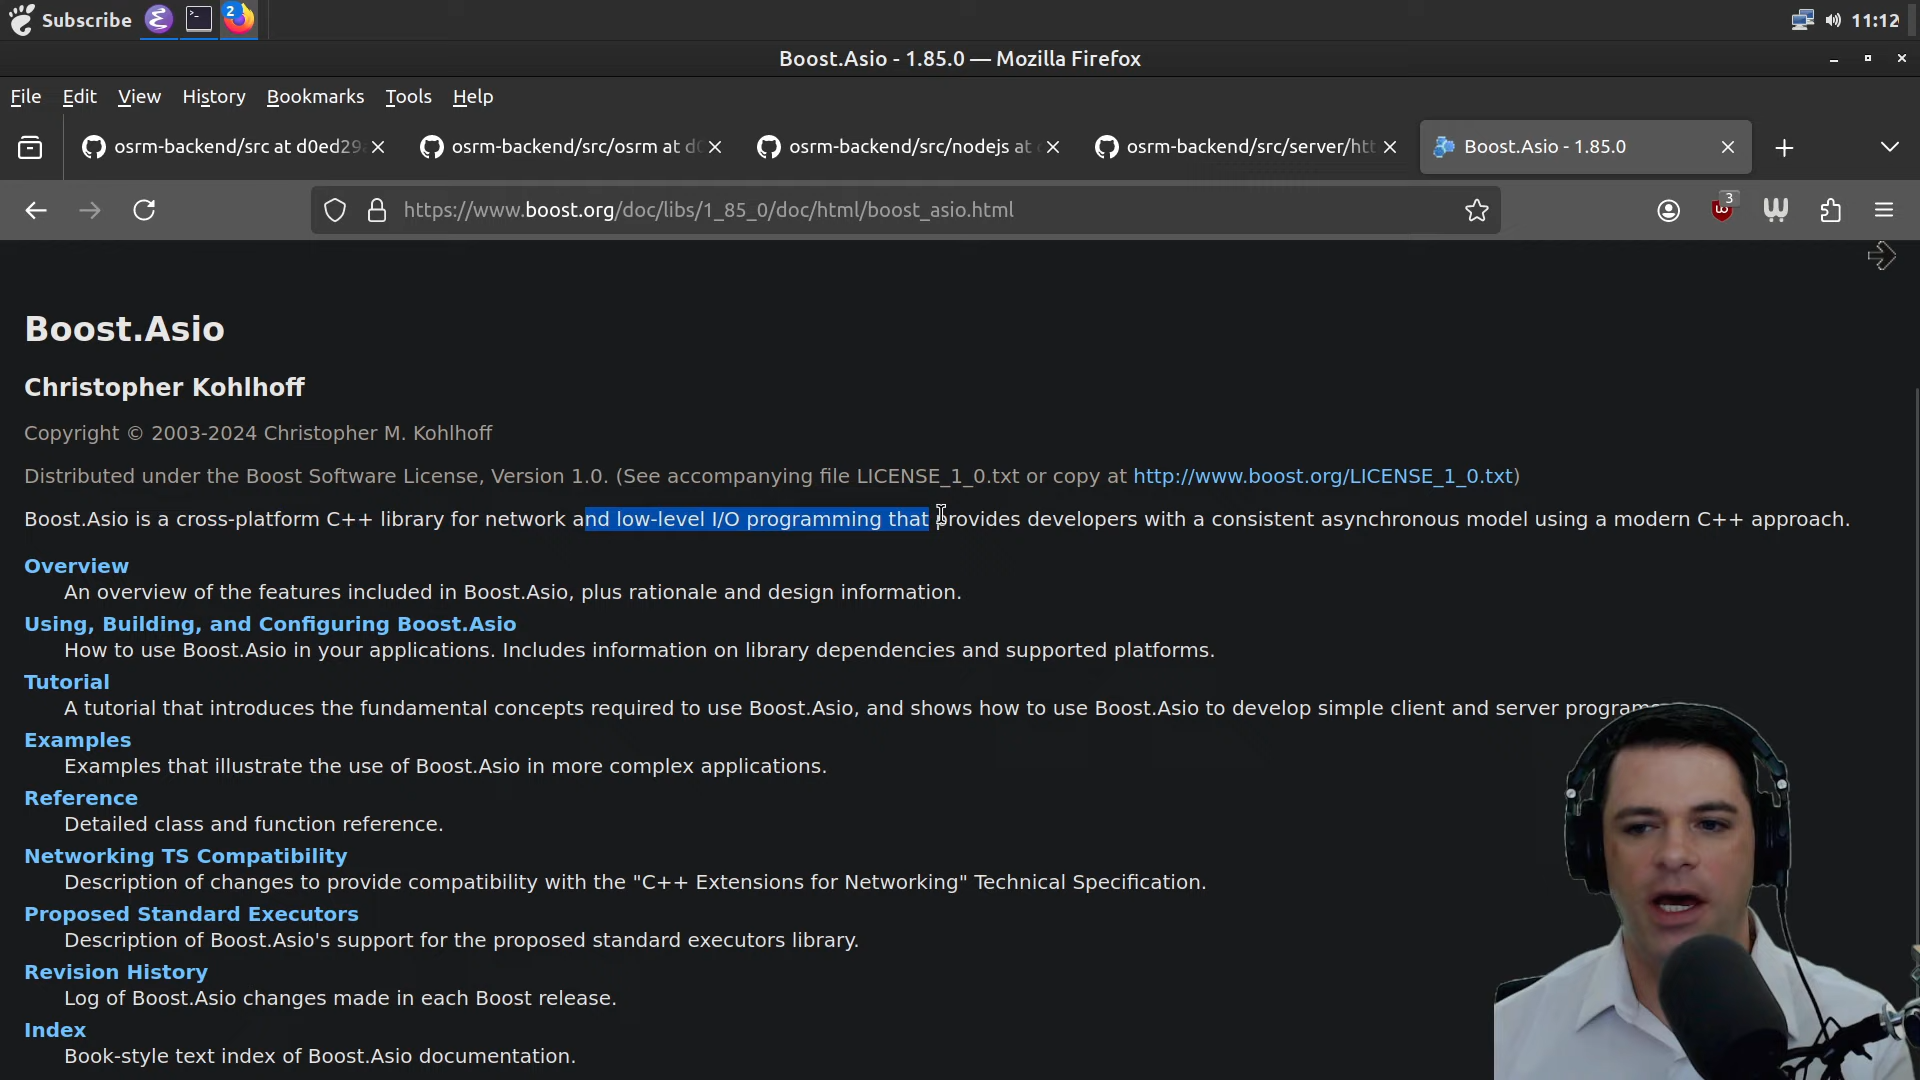 Subscribe
2
11:12
Boost.Asio - 1.85.0 — Mozilla Firefox
File Edit View History Bookmarks Tools Help
osrm-backend/src at d0ed29
osrm-backend/src/osrm at d
osrm-backend/src/nodejs at
osrm-backend/src/server/htt
Boost.Asio - 1.85.0
https://www.boost.org/doc/libs/1_85_0/doc/html/boost_asio.html
3
Boost.Asio
Christopher Kohlhoff
Copyright © 2003-2024 Christopher M. Kohlhoff
Distributed under the Boost Software License, Version 1.0. (See accompanying file LICENSE_1_0.txt or copy at http://www.boost.org/LICENSE_1_0.txt)
Boost.Asio is a cross-platform C++ library for network and low-level I/O programming that provides developers with a consistent asynchronous model using a modern C++ approach.
Overview
An overview of the features included in Boost.Asio, plus rationale and design information.
Using, Building, and Configuring Boost.Asio
How to use Boost.Asio in your applications. Includes information on library dependencies and supported platforms.
Tutorial
A tutorial that introduces the fundamental concepts required to use Boost.Asio, and shows how to use Boost.Asio to develop simple client and server programs
Examples
Examples that illustrate the use of Boost.Asio in more complex applications.
Reference
Detailed class and function reference.
Networking TS Compatibility
Description of changes to provide compatibility with the "C++ Extensions for Networking" Technical Specification.
Proposed Standard Executors
Description of Boost.Asio's support for the proposed standard executors library.
Revision History
Log of Boost.Asio changes made in each Boost release.
Index
Book-style text index of Boost.Asio documentation.